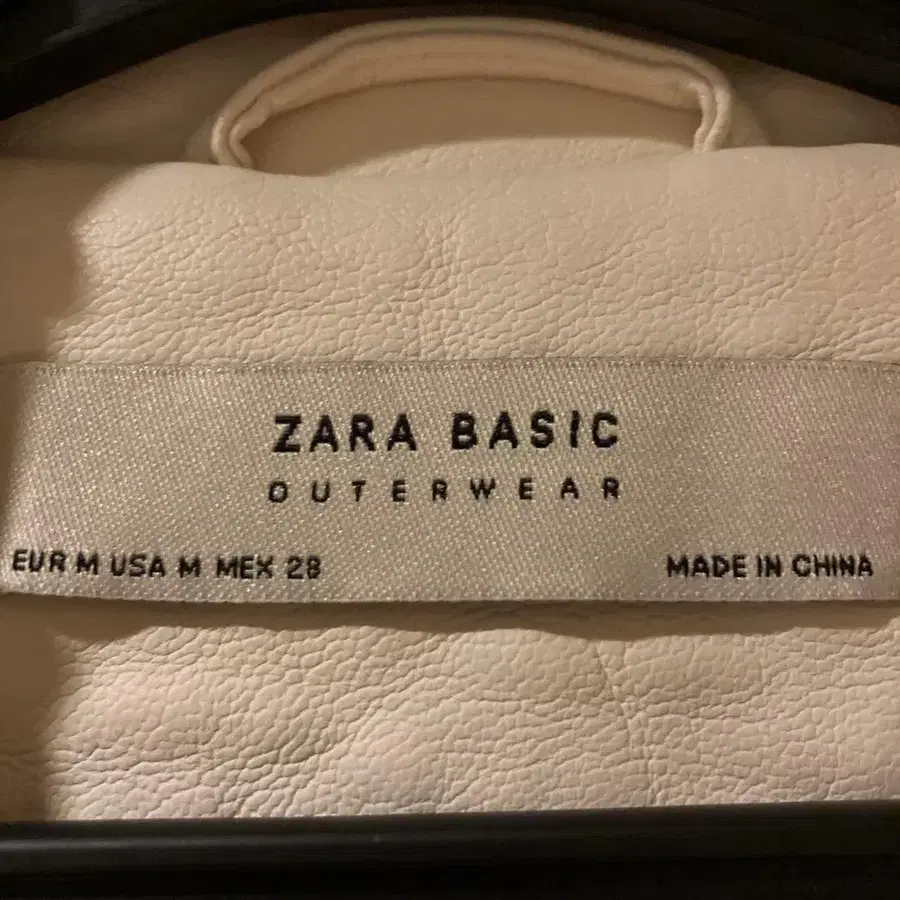 ZARA BASIC
OUTERWEAR
EUR M USA M MEX 28 MADE IN CHINA